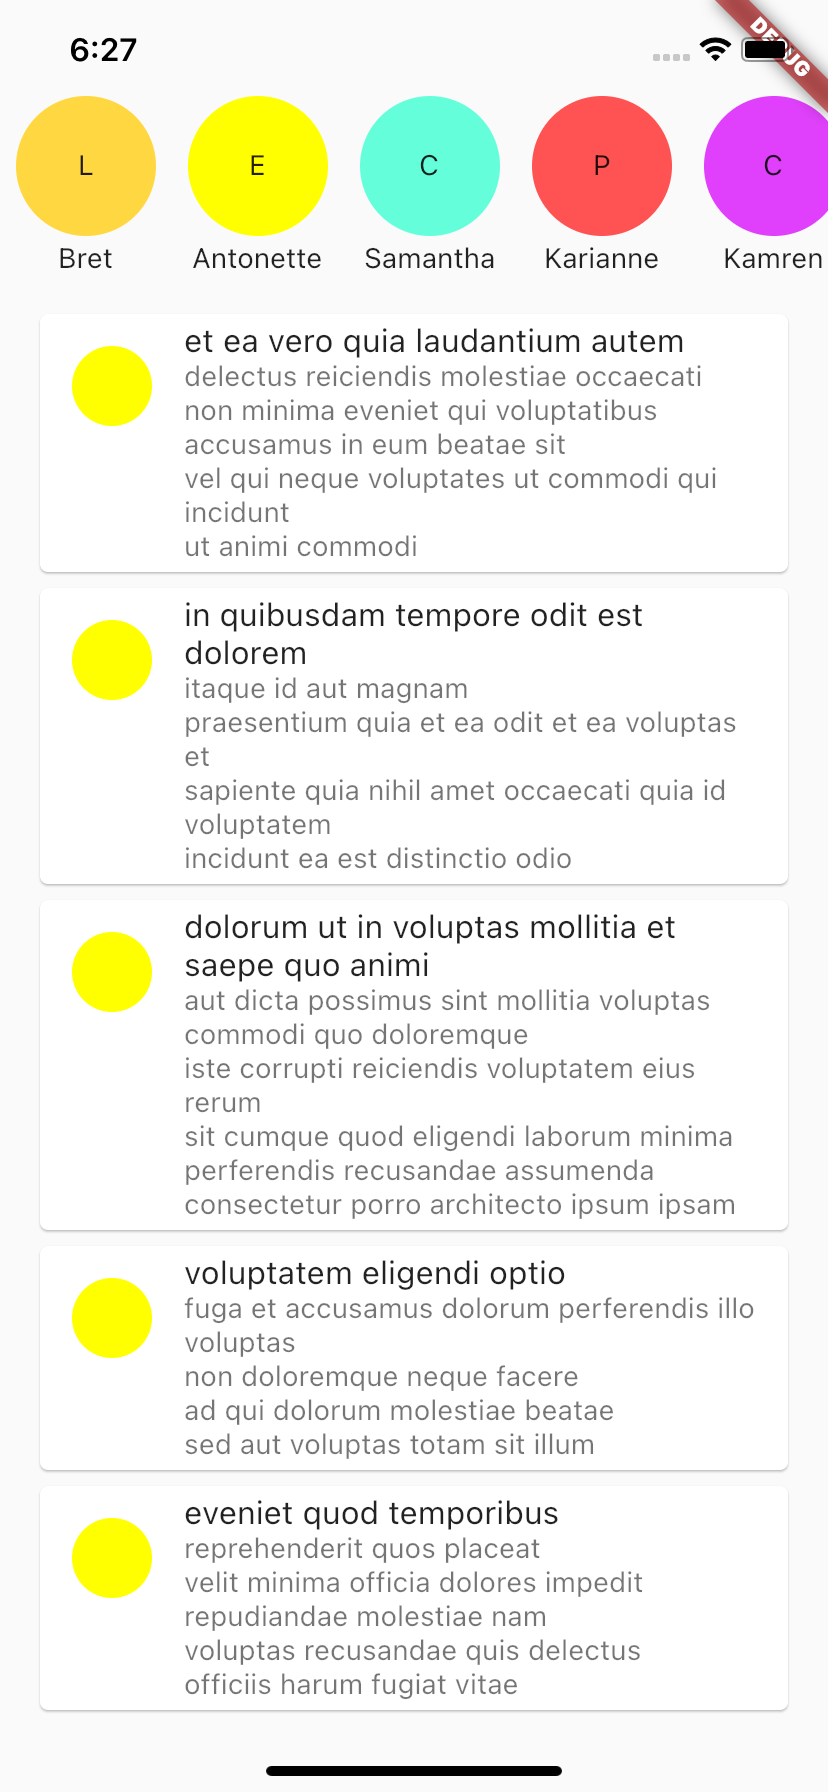 6:27
DEBUG
L
E
C
P
C
Bret
Antonette
Samantha
Karianne
Kamren
et ea vero quia laudantium autem
delectus reiciendis molestiae occaecati
non minima eveniet qui voluptatibus
accusamus in eum beatae sit
vel qui neque voluptates ut commodi qui
incidunt
ut animi commodi
in quibusdam tempore odit est
dolorem
itaque id aut magnam
praesentium quia et ea odit et ea voluptas
et
sapiente quia nihil amet occaecati quia id
voluptatem
incidunt ea est distinctio odio
dolorum ut in voluptas mollitia et
saepe quo animi
aut dicta possimus sint mollitia voluptas
commodi quo doloremque
iste corrupti reiciendis voluptatem eius
rerum
sit cumque quod eligendi laborum minima
perferendis recusandae assumenda
consectetur porro architecto ipsum ipsam
voluptatem eligendi optio
fuga et accusamus dolorum perferendis illo
voluptas
non doloremque neque facere
ad qui dolorum molestiae beatae
sed aut voluptas totam sit illum
eveniet quod temporibus
reprehenderit quos placeat
velit minima officia dolores impedit
repudiandae molestiae nam
voluptas recusandae quis delectus
officiis harum fugiat vitae